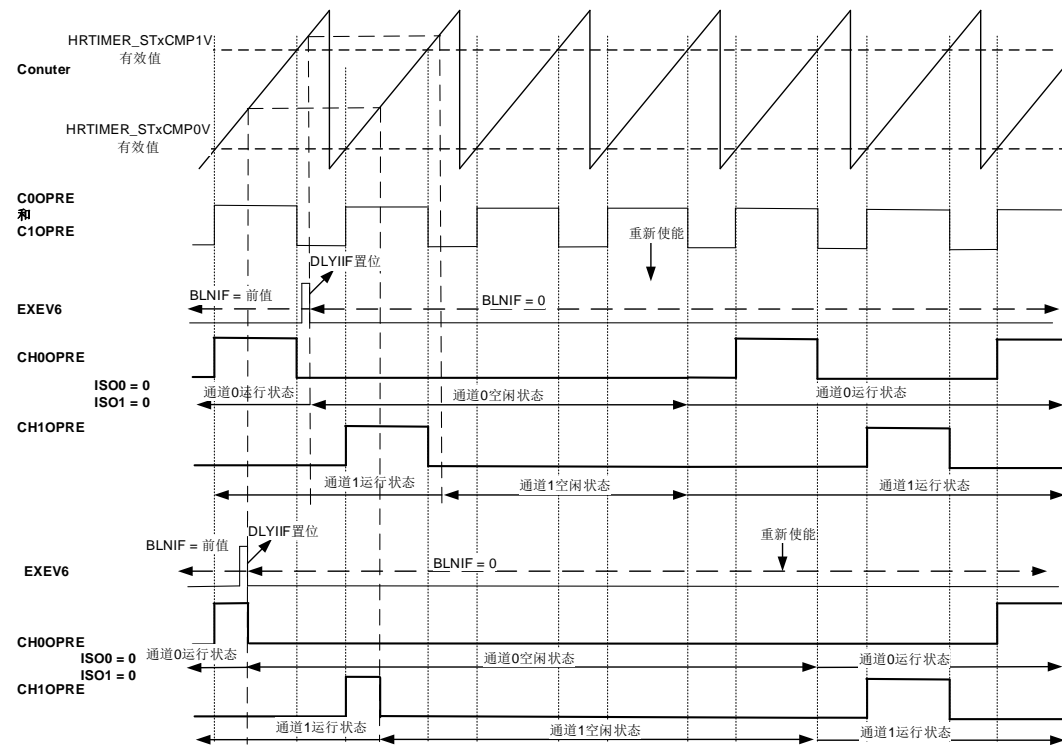 HRTIMER_STxCMP1V
有效值
Conuter
HRTIMER_STxCMP0V
有效值
C0OPRE
和
C1OPRE
重新使能
DLYIIF置位
BLNIF = 前值
BLNIF = 0
EXEV6
CH0OPRE
ISO0 = 0
ISO1 = 0
通道0运行状态
通道0空闲状态
通道0运行状态
CH1OPRE
通道1运行状态
通道1空闲状态
通道1运行状态
DLYIIF置位
重新使能
BLNIF = 前值
BLNIF = 0
EXEV6
CH0OPRE
ISO0 = 0
ISO1 = 0
通道0运行状态
通道0空闲状态
通道0运行状态
CH1OPRE
通道1运行状态
通道1空闲状态
通道1运行状态